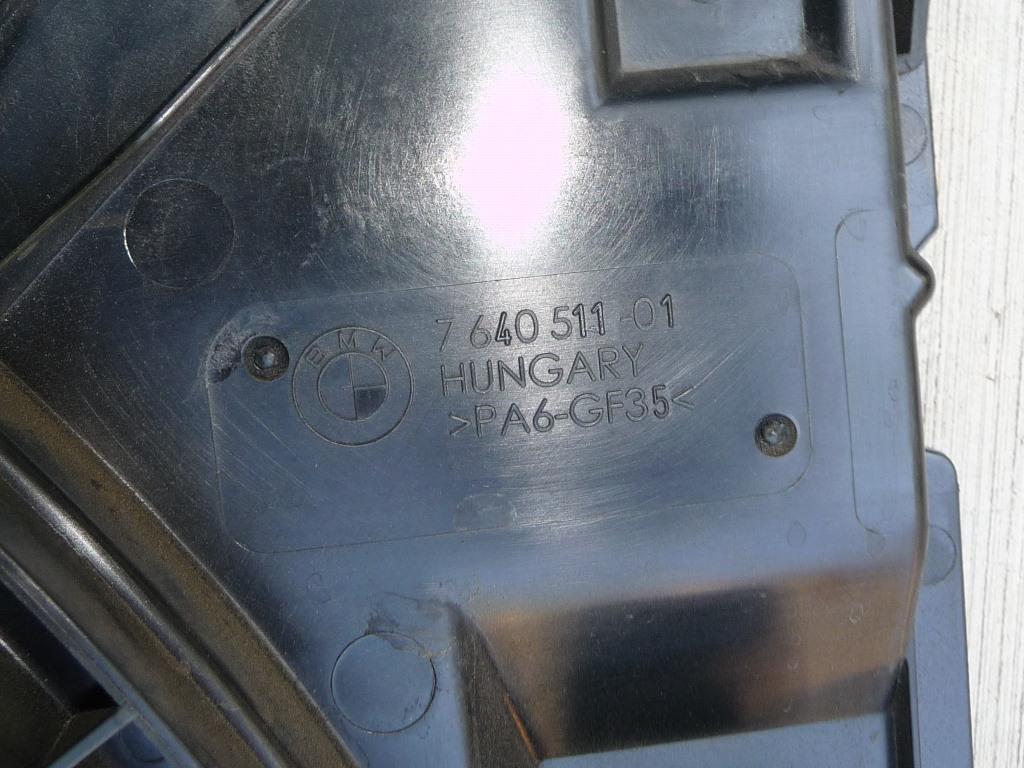 BMW
7 640 511-01
HUNGARY
>PA6-GF35<